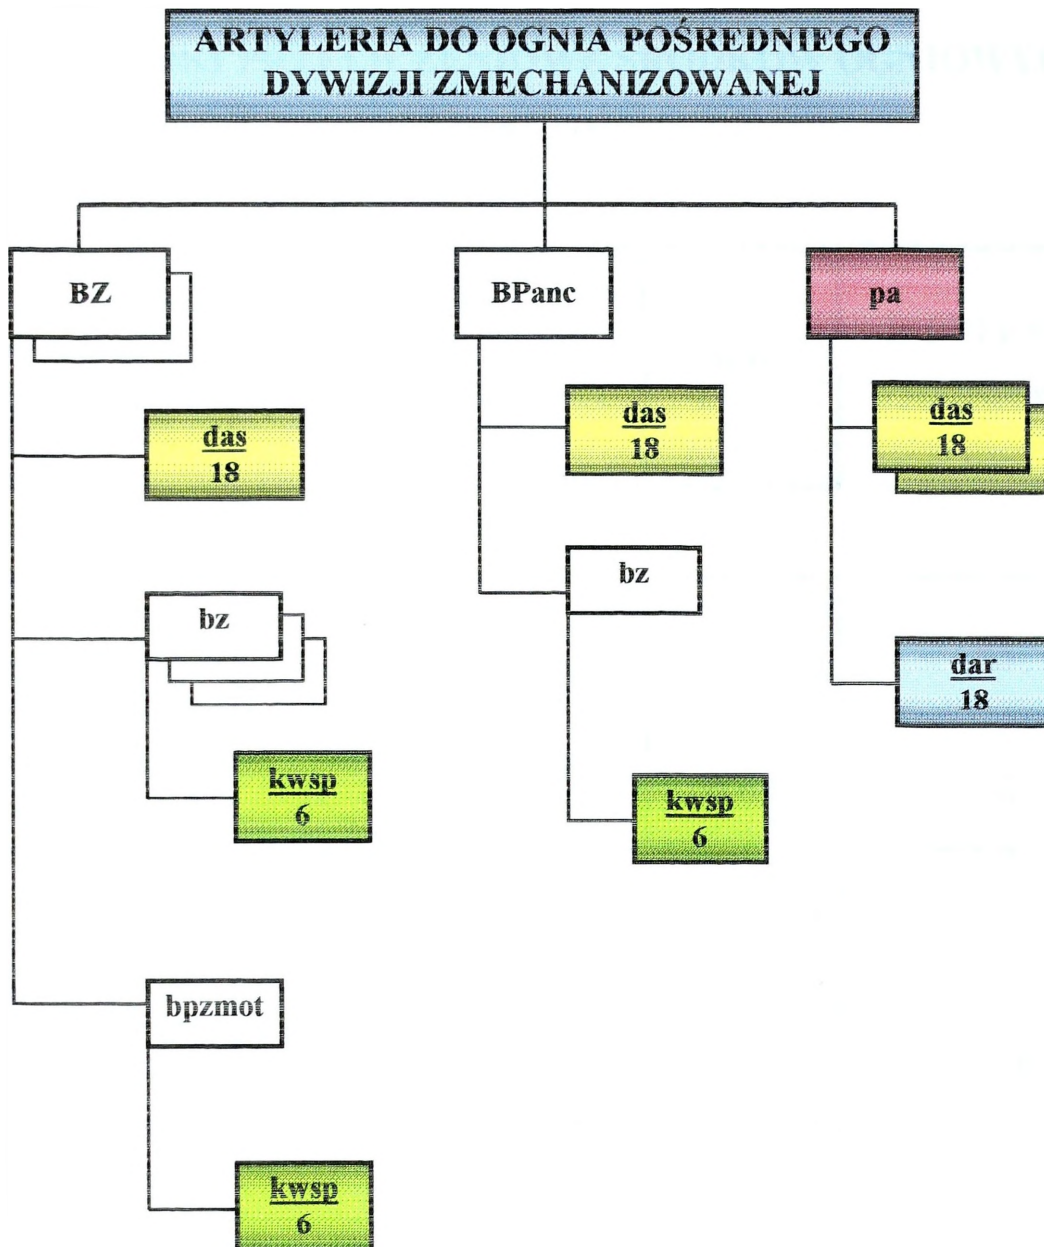 ARTYLERIA DO OGNIA POŚREDNIEGO
DYWIZJI ZMECHANIZOWANEJ
BZ
BPanc
pa
das
18
das
18
das
18
bz
bz
dar
18
kwsp
6
kwsp
6
bpzmot
kwsp
6